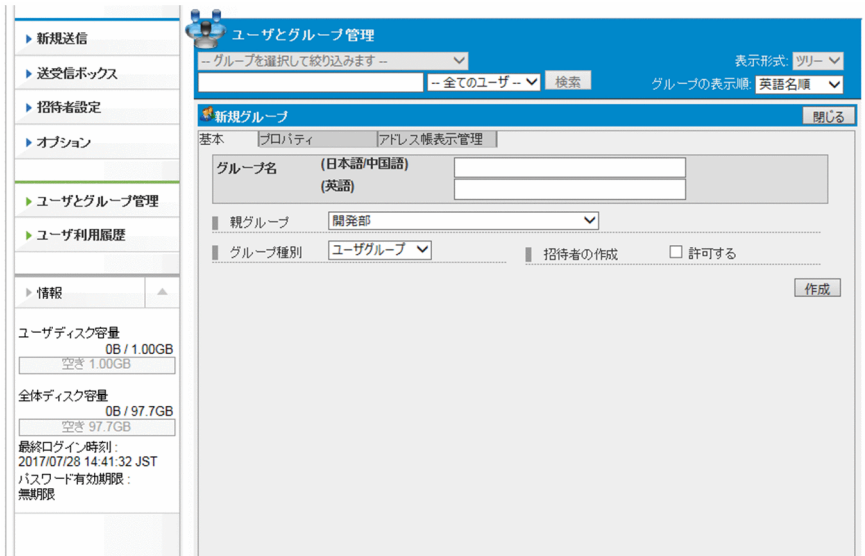 新規送信
送受信ボックス
招待者設定
オプション
ユーザとグループ管理
ユーザ利用履歴
情報
ユーザディスク容量
0B / 1.00GB
空き 1.00GB
全体ディスク容量
0B / 97.7GB
空き 97.7GB
最終ログイン時刻 :
2017/07/28 14:41:32 JST
パスワード有効期限 :
無期限
ユーザとグループ管理
-- グループを選択して絞り込みます --
表示形式: ツリー
-- 全てのユーザ -- 検索
グループの表示順: 英語名順
新規グループ 閉じる
基本 プロパティ アドレス帳表示管理
グループ名 (日本語/中国語)
(英語)
親グループ 開発部
グループ種別 ユーザグループ 招待者の作成 許可する
作成